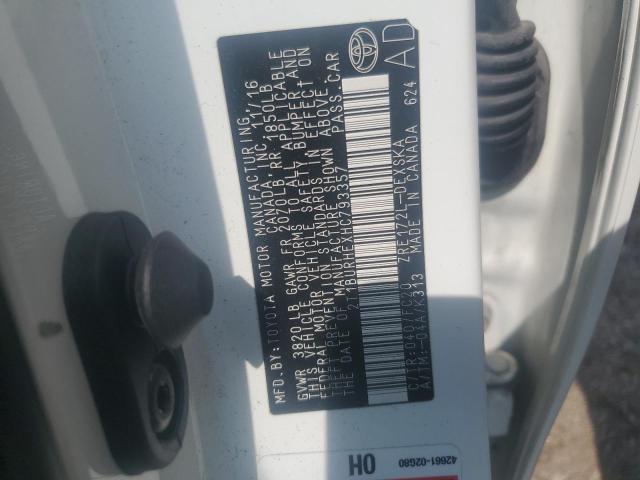 MFD. BY: TOYOTA MOTOR MANUFACTURING,
CANADA, INC. 11/16
GVWR 3820 LB GAWR FR 2070 LB, RR 1850 LB
THIS VEHICLE CONFORMS TO ALL APPLICABLE
FEDERAL MOTOR VEHICLE SAFETY, BUMPER AND
THEFT PREVENTION STANDARDS IN EFFECT ON
THE DATE OF MANUFACTURE SHOWN ABOVE.
2T1BURHEXHC793357 PASS. CAR
C/TR: 040/FC20 ZRE172L-DEXSKA
A/TM: -04A/K313 MADE IN CANADA 624
AD
42661-02G80
OH